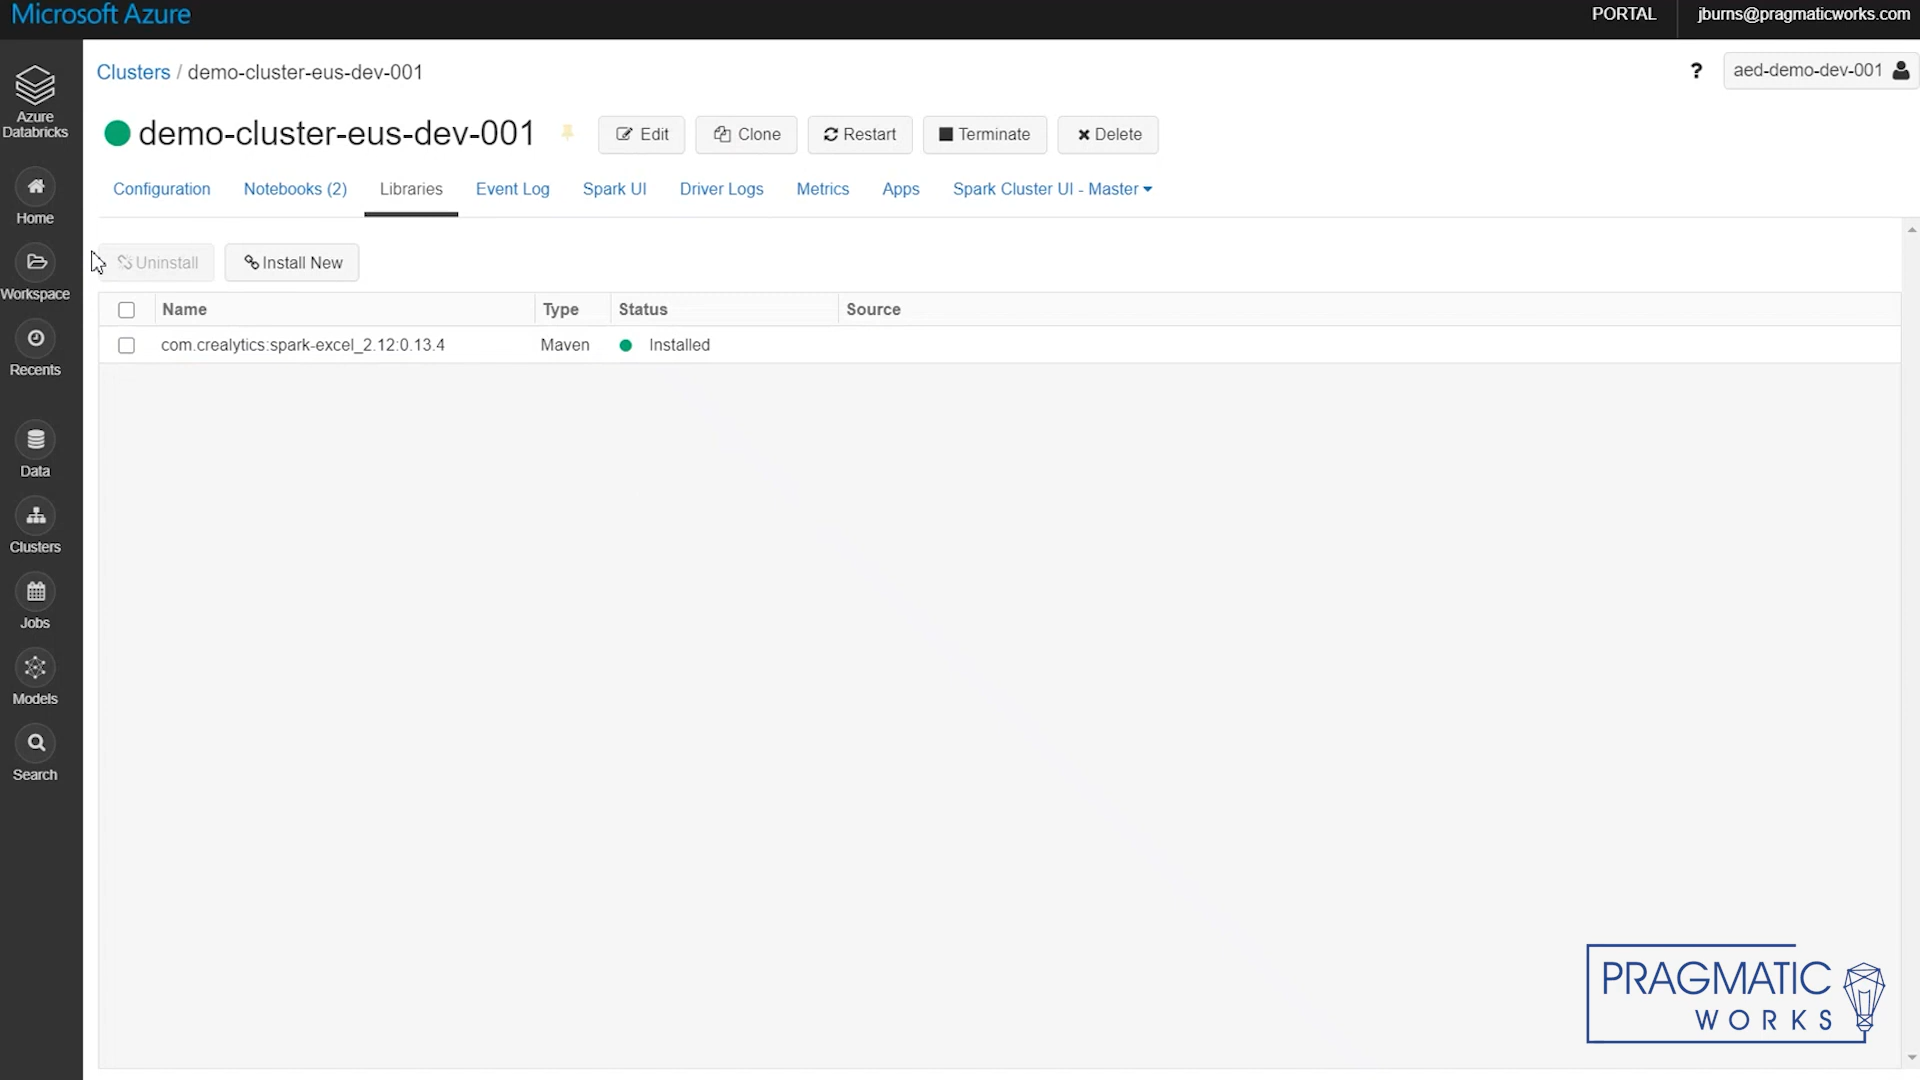 Microsoft Azure
PORTAL
jburns@pragmaticworks.com
Clusters / demo-cluster-eus-dev-001
?
aed-demo-dev-001
demo-cluster-eus-dev-001
Edit
Clone
Restart
Terminate
Delete
Configuration
Notebooks (2)
Libraries
Event Log
Spark UI
Driver Logs
Metrics
Apps
Spark Cluster UI - Master
Uninstall
Install New
Name
Type
Status
Source
com.crealytics:spark-excel_2.12:0.13.4
Maven
Installed
Azure
Databricks
Home
Workspace
Recents
Data
Clusters
Jobs
Models
Search
PRAGMATIC
WORKS